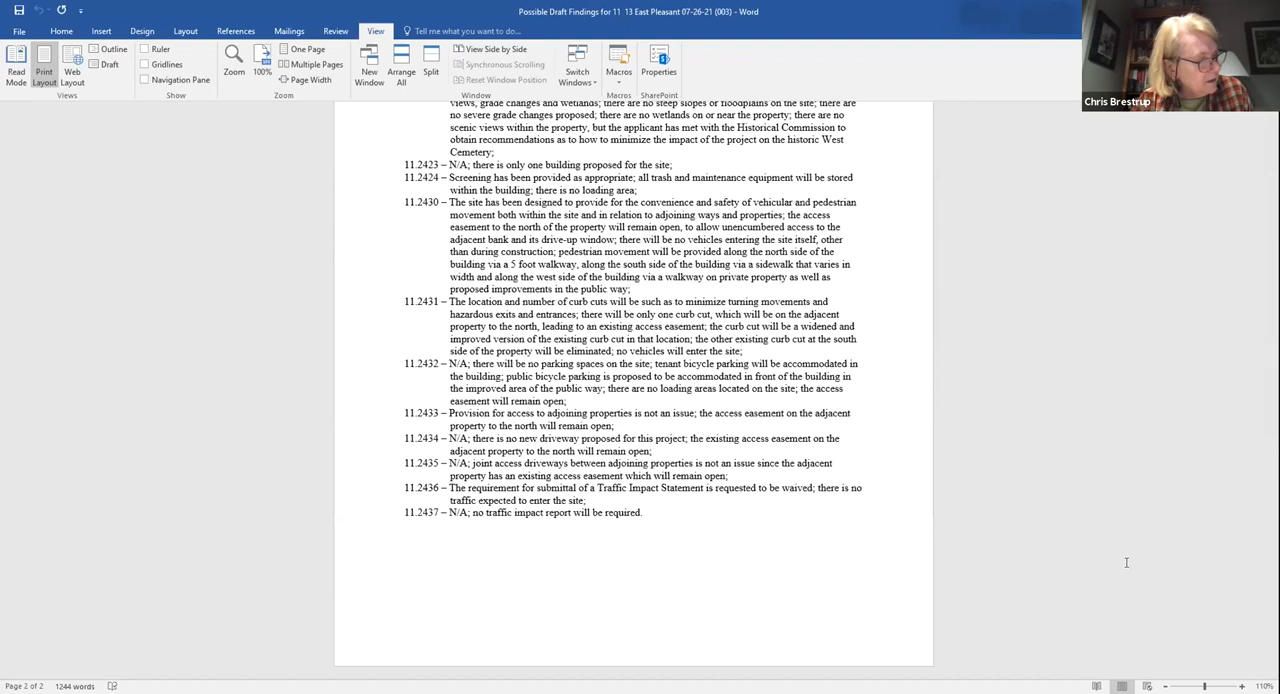 Possible Draft Findings for 11 13 East Pleasant 07-26-21 (003) - Word
File Home Insert Design Layout References Mailings Review View Tell me what you want to do...
Read Mode
Print Layout
Web Layout
Outline
Draft
Views
Ruler
Gridlines
Navigation Pane
Show
Zoom
100%
One Page
Multiple Pages
Page Width
Zoom
New Window
Arrange All
Split
View Side by Side
Synchronous Scrolling
Reset Window Position
Window
Switch Windows
Macros
Macros
Properties
SharePoint
Chris Brestrup
views, grade changes and wetlands; there are no steep slopes or floodplains on the site; there are
no severe grade changes proposed; there are no wetlands on or near the property; there are no
scenic views within the property, but the applicant has met with the Historical Commission to
obtain recommendations as to how to minimize the impact of the project on the historic West
Cemetery;
11.2423 – N/A; there is only one building proposed for the site;
11.2424 – Screening has been provided as appropriate; all trash and maintenance equipment will be stored
within the building; there is no loading area;
11.2430 – The site has been designed to provide for the convenience and safety of vehicular and pedestrian
movement both within the site and in relation to adjoining ways and properties; the access
easement to the north of the property will remain open, to allow unencumbered access to the
adjacent bank and its drive-up window; there will be no vehicles entering the site itself, other
than during construction; pedestrian movement will be provided along the north side of the
building via a 5 foot walkway, along the south side of the building via a sidewalk that varies in
width and along the west side of the building via a walkway on private property as well as
proposed improvements in the public way;
11.2431 – The location and number of curb cuts will be such as to minimize turning movements and
hazardous exits and entrances; there will be only one curb cut, which will be on the adjacent
property to the north, leading to an existing access easement; the curb cut will be a widened and
improved version of the existing curb cut in that location; the other existing curb cut at the south
side of the property will be eliminated; no vehicles will enter the site;
11.2432 – N/A; there will be no parking spaces on the site; tenant bicycle parking will be accommodated in
the building; public bicycle parking is proposed to be accommodated in front of the building in
the improved area of the public way; there are no loading areas located on the site; the access
easement will remain open;
11.2433 – Provision for access to adjoining properties is not an issue; the access easement on the adjacent
property to the north will remain open;
11.2434 – N/A; there is no new driveway proposed for this project; the existing access easement on the
adjacent property to the north will remain open;
11.2435 – N/A; joint access driveways between adjoining properties is not an issue since the adjacent
property has an existing access easement which will remain open;
11.2436 – The requirement for submittal of a Traffic Impact Statement is requested to be waived; there is no
traffic expected to enter the site;
11.2437 – N/A; no traffic impact report will be required.
Page 2 of 2 1244 words
110%